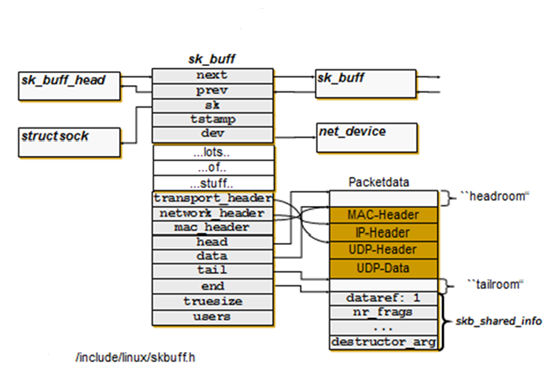 sk_buff
sk_buff_head
next
sk_buff
prev
structsock
sk
tstamp
dev
net_device
...lots..
...of...
...stuff..
Packetdata
transport_header
``headroom“
network_header
MAC-Header
mac_header
IP-Header
head
UDP-Header
data
UDP-Data
tail
``tailroom“
end
dataref: 1
truesize
nr_frags
skb_shared_info
users
...
destructor_arg
/include/linux/skbuff.h